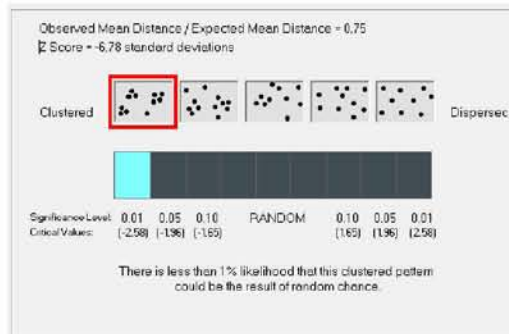 Observed Mean Distance / Expected Mean Distance = 0.75
Z Score = -6.78 standard deviations
Clustered
Dispersec
Significance Level: 0.01 0.05 0.10 RANDOM 0.10 0.05 0.01
Critical Values: (-2.58) (-1.96) (-1.65) (1.65) (1.96) (2.58)
There is less than 1% likelihood that this clustered pattern
could be the result of random chance.